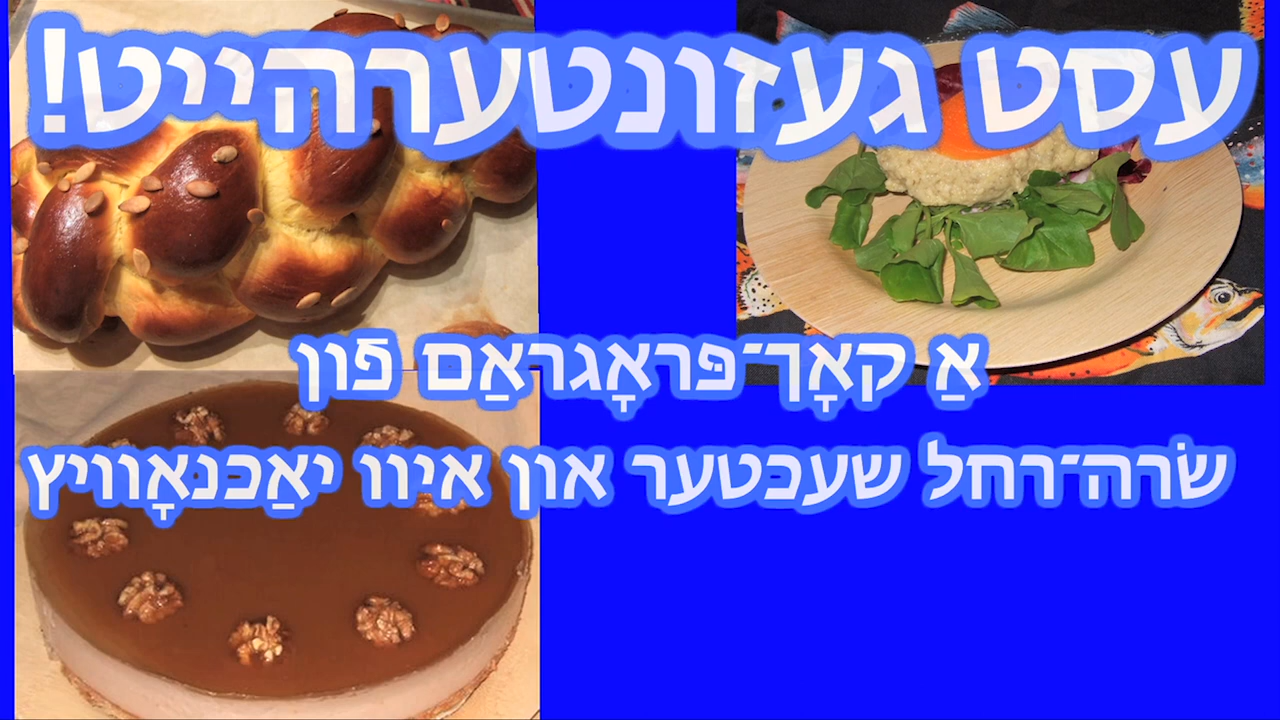 עסט געזונטערהייט!
אַ קאָך־פּראָגראַם פֿון
שׂרה־רחל שעכטער און איוו יאַכנאָוויץ